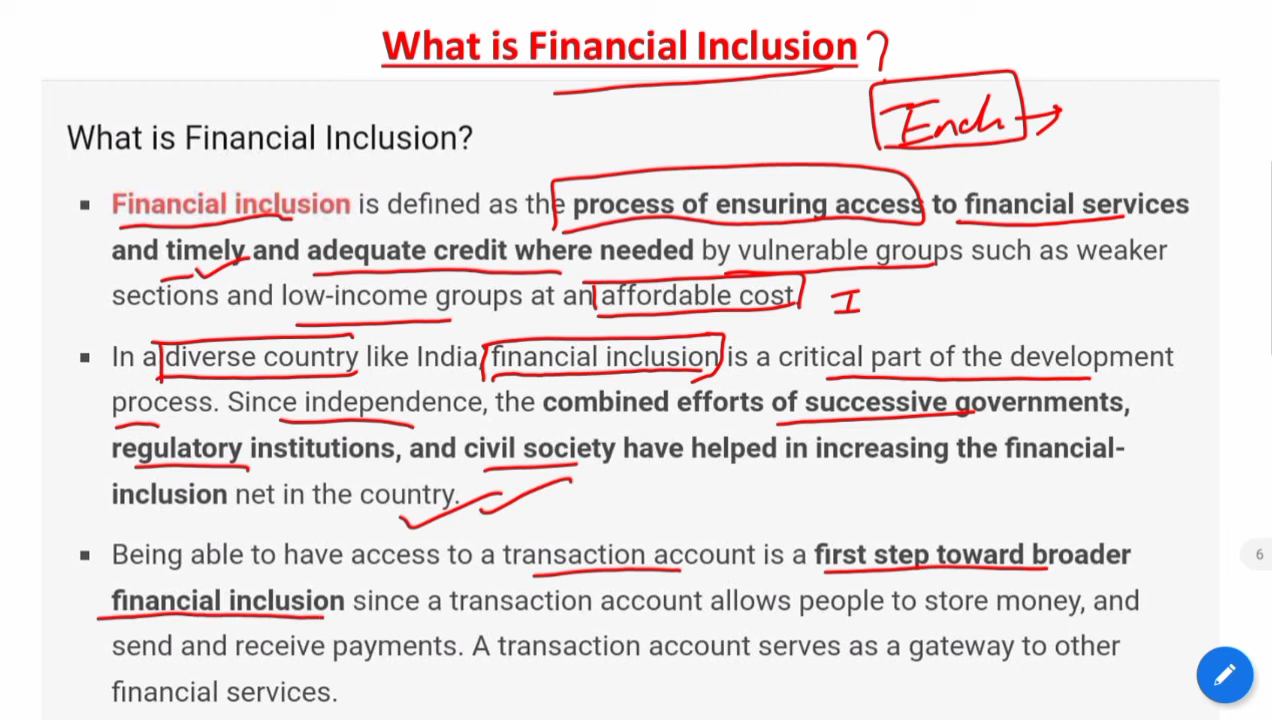 What is Financial Inclusion?
What is Financial Inclusion?
▪ Financial inclusion is defined as the process of ensuring access to financial services
and timely and adequate credit where needed by vulnerable groups such as weaker
sections and low-income groups at an affordable cost. I
▪ In a diverse country like India, financial inclusion is a critical part of the development
process. Since independence, the combined efforts of successive governments,
regulatory institutions, and civil society have helped in increasing the financial-
inclusion net in the country.
▪ Being able to have access to a transaction account is a first step toward broader
6
financial inclusion since a transaction account allows people to store money, and
send and receive payments. A transaction account serves as a gateway to other
financial services.